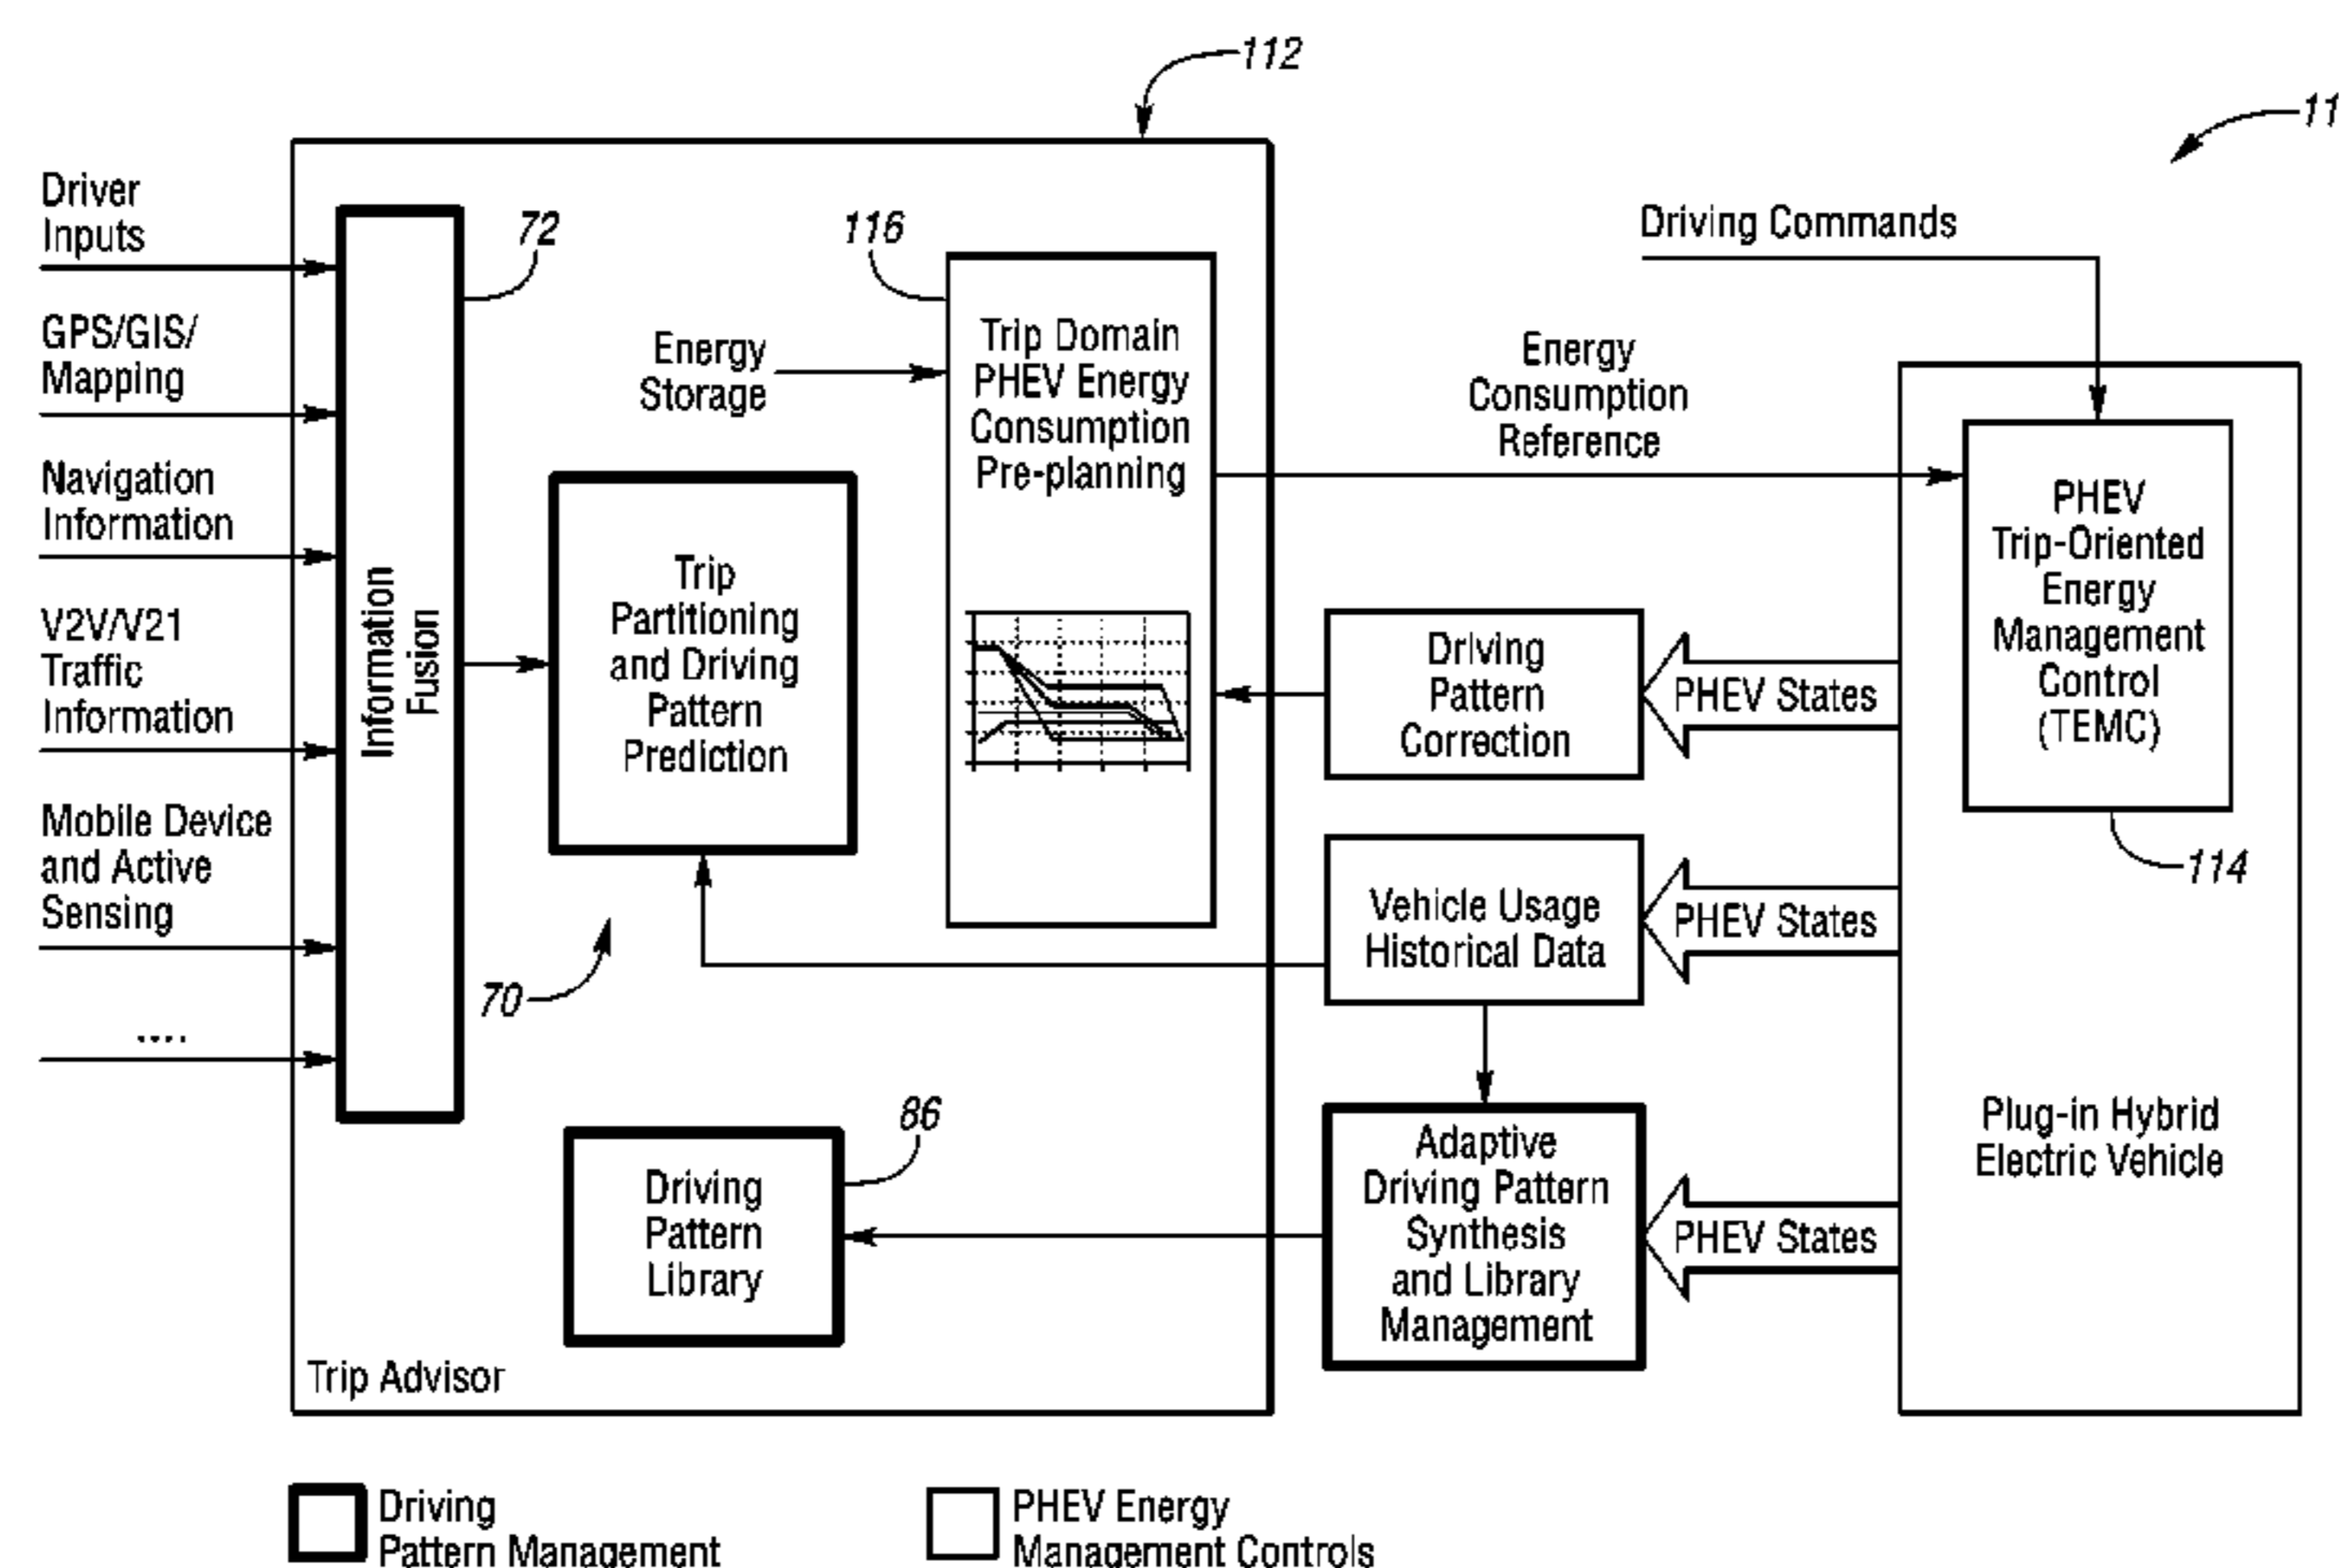 112
11
Driver
Inputs
GPS/GIS/
Mapping
Navigation
Information
V2V/V21
Traffic
Information
Mobile Device
and Active
Sensing
....
72
Information
Fusion
116
Energy
Storage
Trip Domain
PHEV Energy
Consumption
Pre-planning
Trip
Partitioning
and Driving
Pattern
Prediction
70
86
Driving
Pattern
Library
Trip Advisor
Driving Commands
Energy
Consumption
Reference
PHEV
Trip-Oriented
Energy
Management
Control
(TEMC)
114
Driving
Pattern
Correction
PHEV States
Vehicle Usage
Historical Data
PHEV States
Adaptive
Driving Pattern
Synthesis
and Library
Management
PHEV States
Plug-in Hybrid
Electric Vehicle
Driving
Pattern Management
PHEV Energy
Management Controls